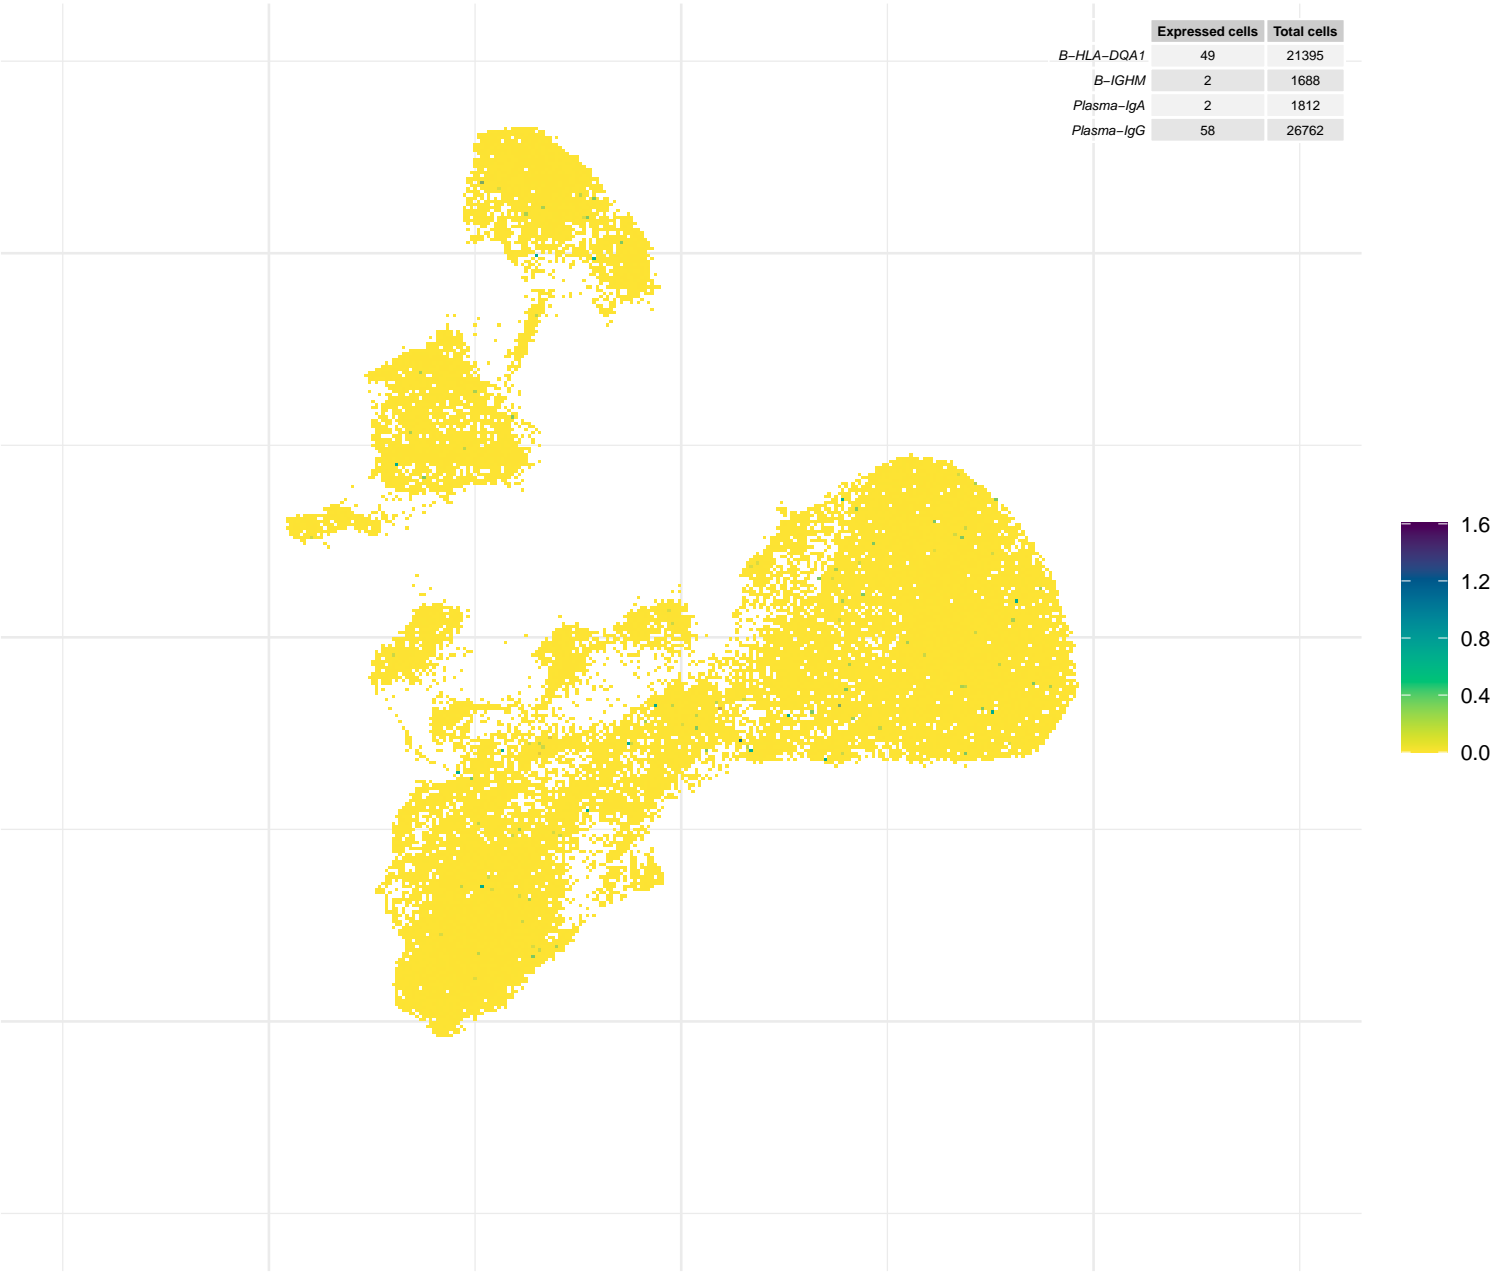 Expressed cells Total cells
B−HLA−DQA1 49 21395
B−IGHM 2 1688
Plasma−IgA 2 1812
Plasma−IgG 58 26762
1.6
1.2
0.8
0.4
0.0